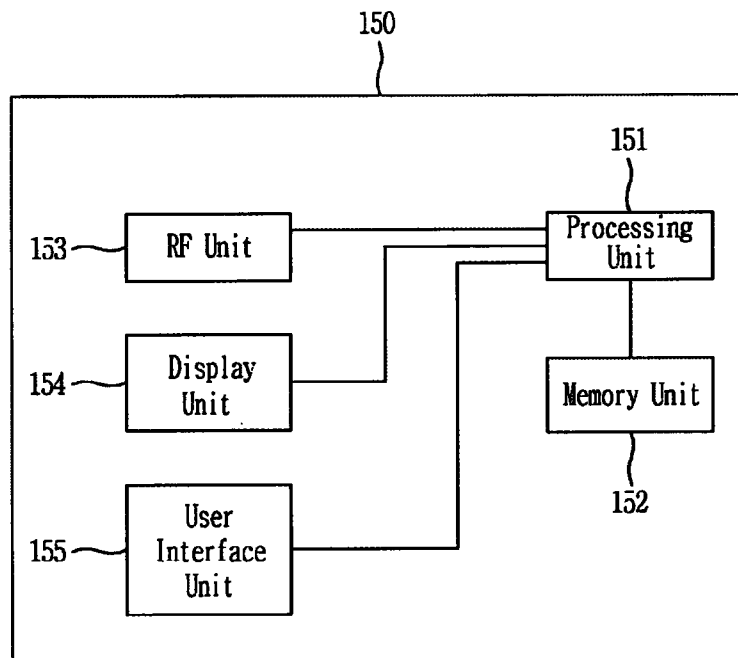 150
151
153
RF Unit
Processing
Unit
154
Display
Unit
Memory Unit
152
155
User
Interface
Unit